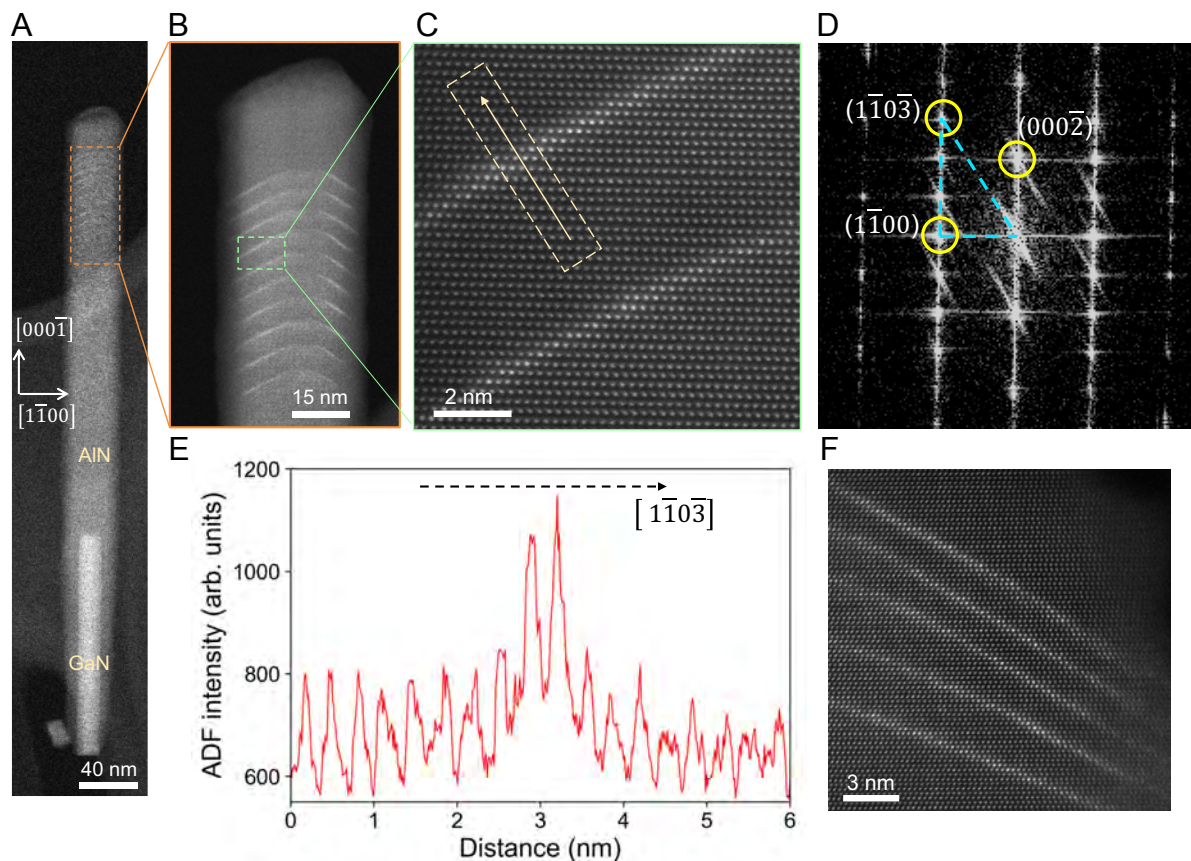 A
[0001̄]
[11̄00]
AlN
GaN
40 nm
B
15 nm
C
2 nm
D
(11̄03̄)
(0002̄)
(11̄00)
E
1200
1000
800
600
ADF intensity (arb. units)
[ 11̄03̄]
0 1 2 3 4 5 6
Distance (nm)
F
3 nm